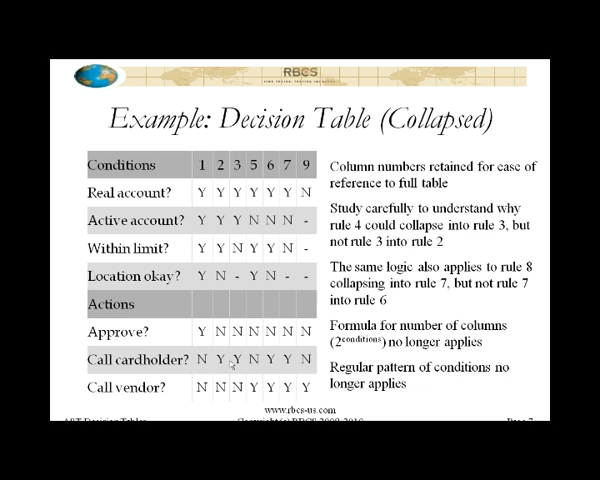 RBCS
Example: Decision Table (Collapsed)
Conditions 1 2 3 5 6 7 9
Real account? Y Y Y Y Y Y N
Active account? Y Y Y N N N -
Within limit? Y Y N Y Y N -
Location okay? Y N - Y N - -
Actions
Approve? Y N N N N N N
Call cardholder? N Y Y N Y Y N
Call vendor? N N N Y Y Y Y
Column numbers retained for ease of
reference to full table
Study carefully to understand why
rule 4 could collapse into rule 3, but
not rule 3 into rule 2
The same logic also applies to rule 8
collapsing into rule 7, but not rule 7
into rule 6
Formula for number of columns
(2conditions) no longer applies
Regular pattern of conditions no
longer applies
www.rbcs-us.com